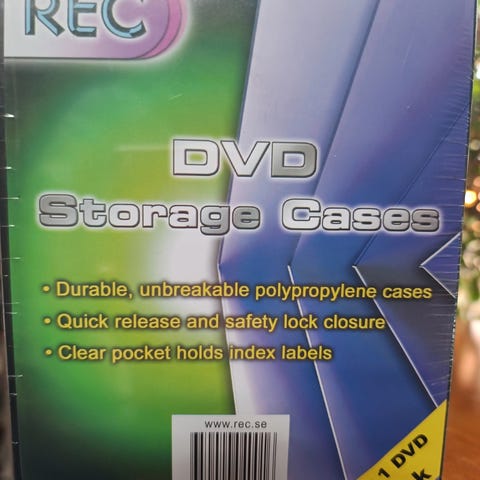 REC
DVD
Storage Cases
• Durable, unbreakable polypropylene cases
• Quick release and safety lock closure
• Clear pocket holds index labels
www.rec.se
1 DVD